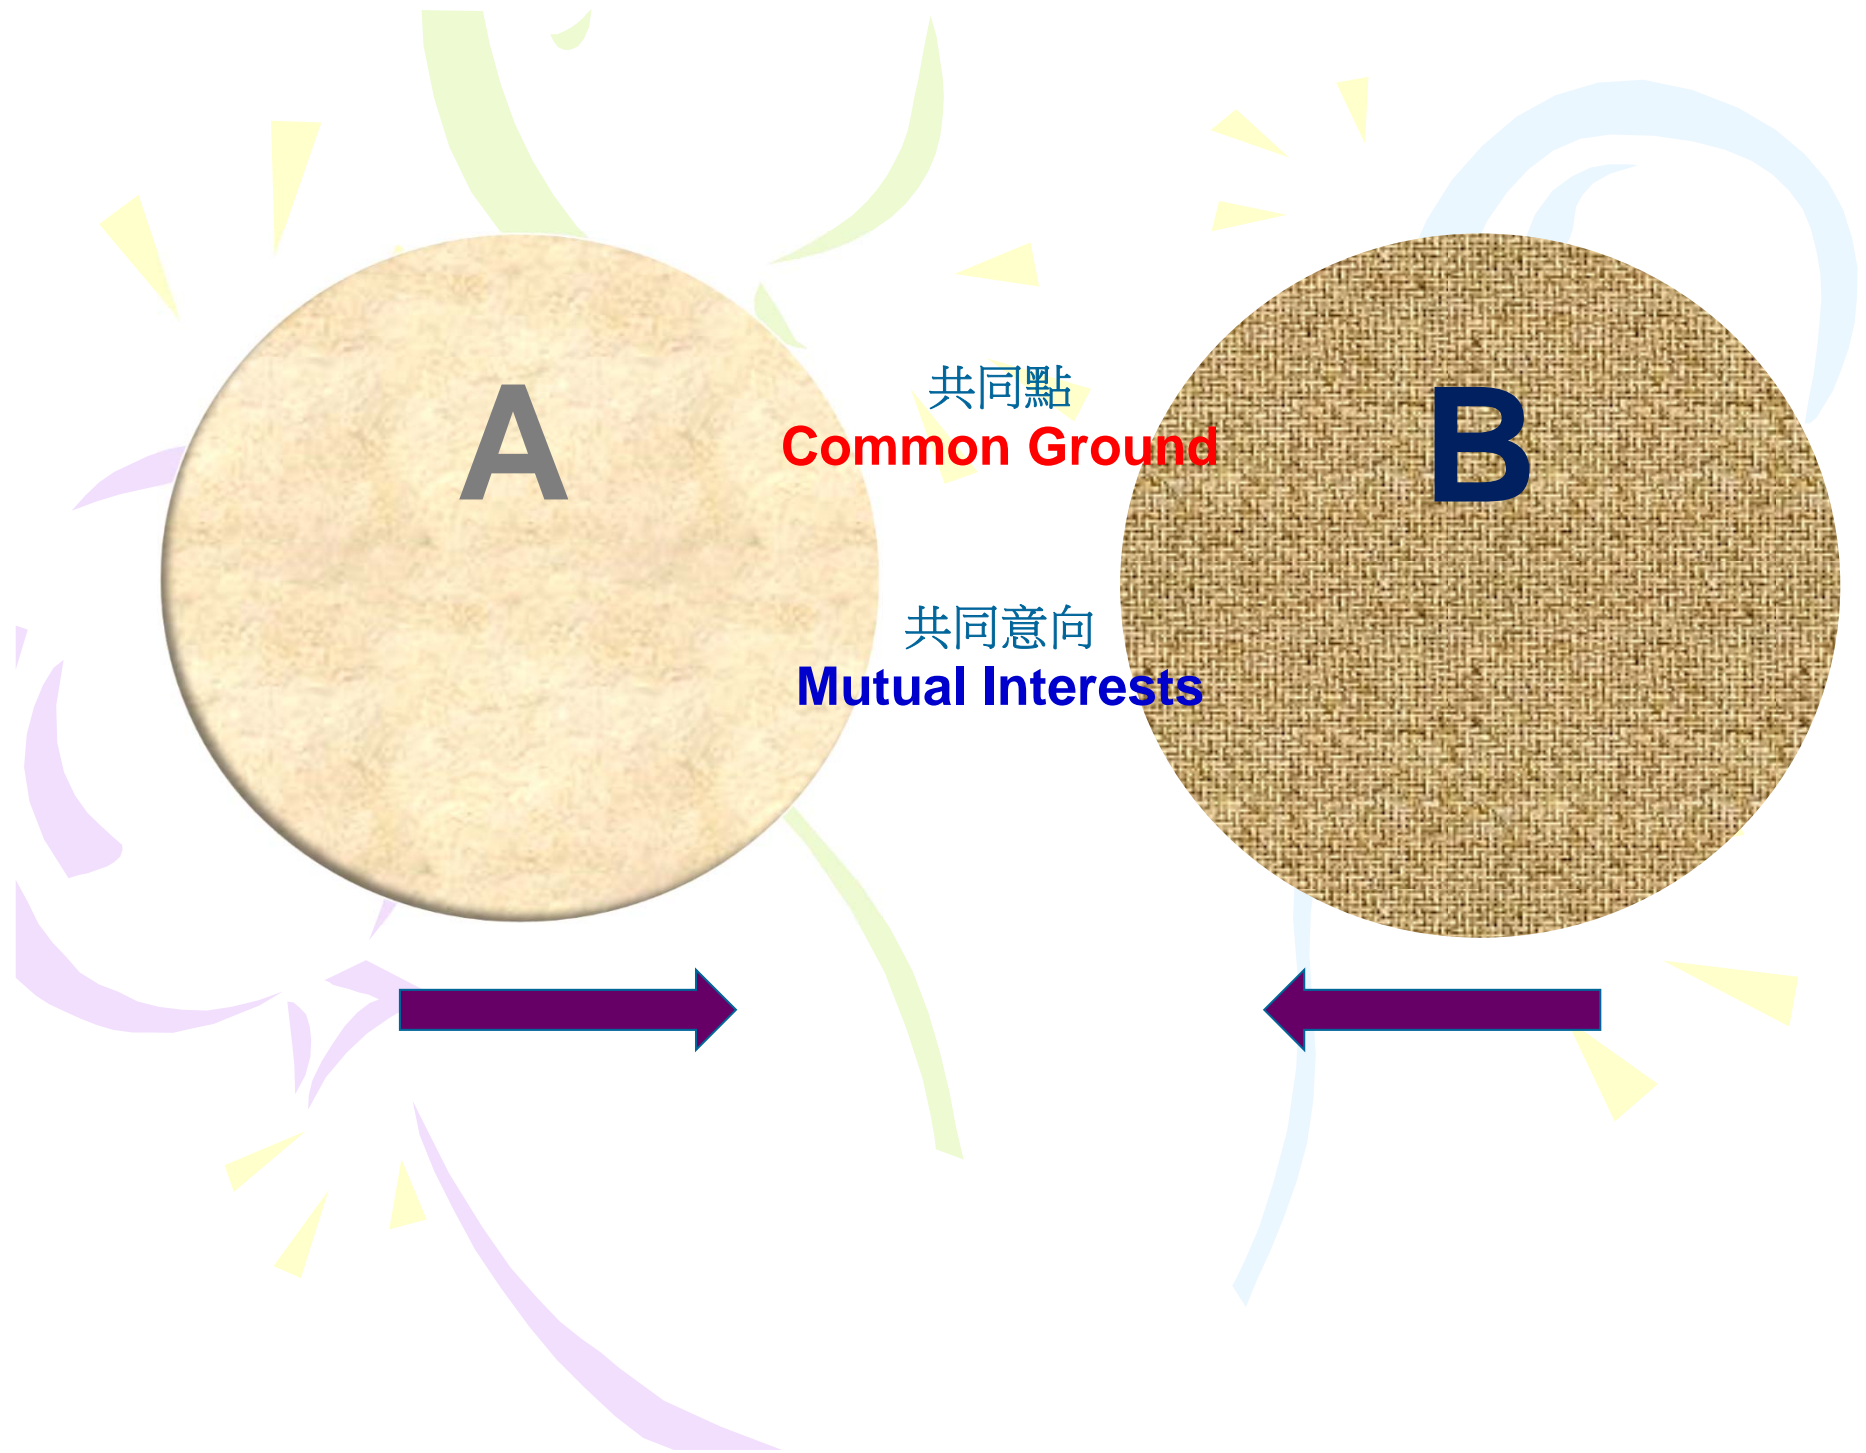 A
共同點
Common Ground
B
共同意向
Mutual Interests